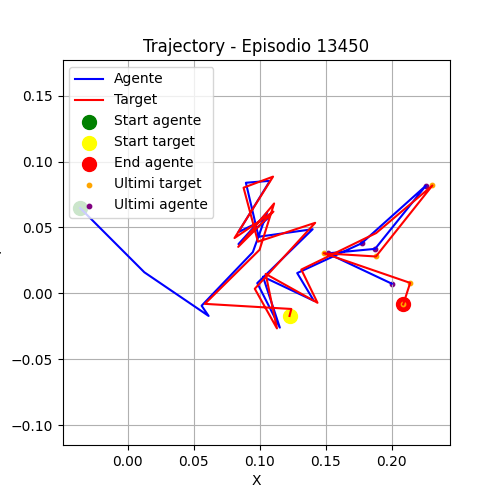 Trajectory - Episodio 13450
Agente
Target
Start agente
Start target
End agente
Ultimi target
Ultimi agente
0.15
0.10
0.05
0.00
−0.05
−0.10
0.00
0.05
0.10
0.15
0.20
X